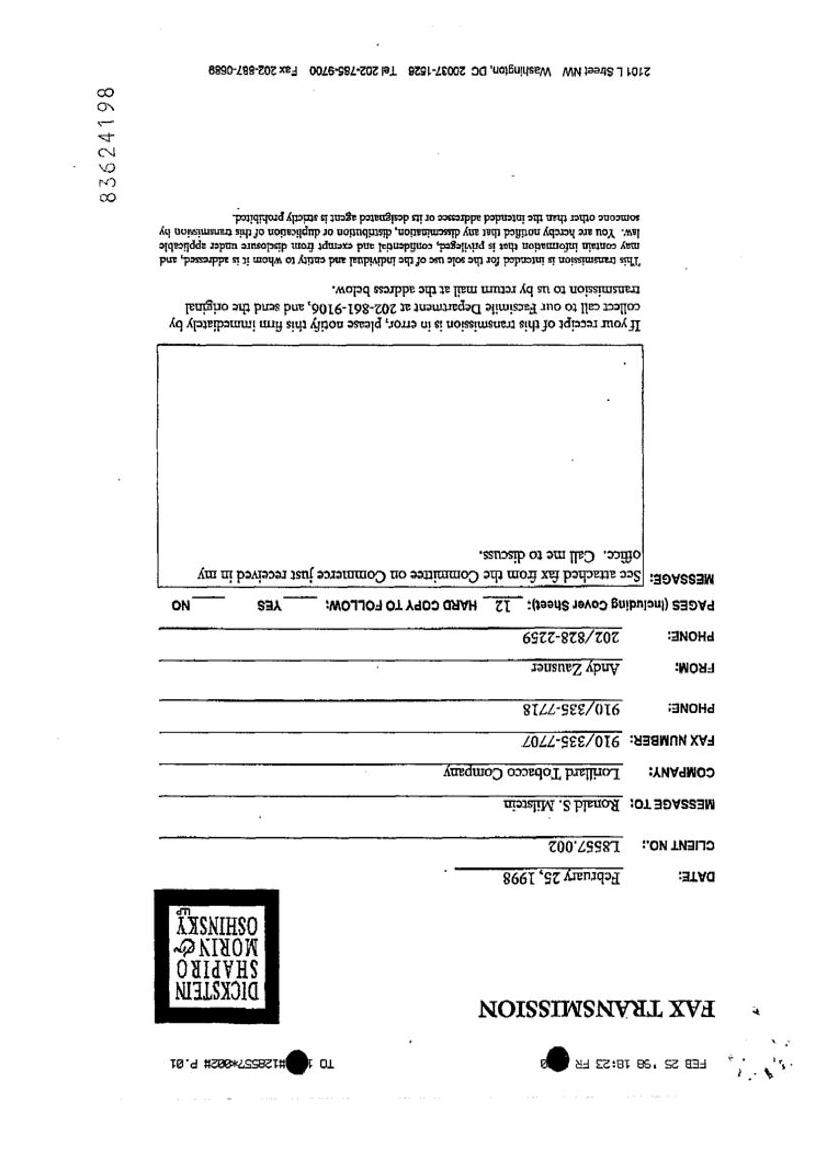 FEB 25 '98 18:23 FR
TO 1 #128557*002# P.01
FAX TRANSMISSION
DICKSTEIN
SHAPIRO
MORIN &
OSHINSKY
LLP
DATE: February 25, 1998
CLIENT NO.: L8557.002
MESSAGE TO: Ronald S. Milstein
COMPANY: Lorillard Tobacco Company
FAX NUMBER: 910/335-7707
PHONE: 910/335-7718
FROM: Andy Zausner
PHONE: 202/828-2259
PAGES (Including Cover Sheet): 12 HARD COPY TO FOLLOW: YES NO
MESSAGE: See attached fax from the Committee on Commerce just received in my
office. Call me to discuss.
If your receipt of this transmission is in error, please notify this firm immediately by
collect call to our Facsimile Department at 202-861-9106, and send the original
transmission to us by return mail at the address below.
This transmission is intended for the sole use of the individual and entity to whom it is addressed, and
may contain information that is privileged, confidential and exempt from disclosure under applicable
law. You are hereby notified that any dissemination, distribution or duplication of this transmission by
someone other than the intended addressee or its designated agent is strictly prohibited.
2101 L Street NW Washington, DC 20037-1526 Tel 202-785-9700 Fax 202-887-0689
83624198